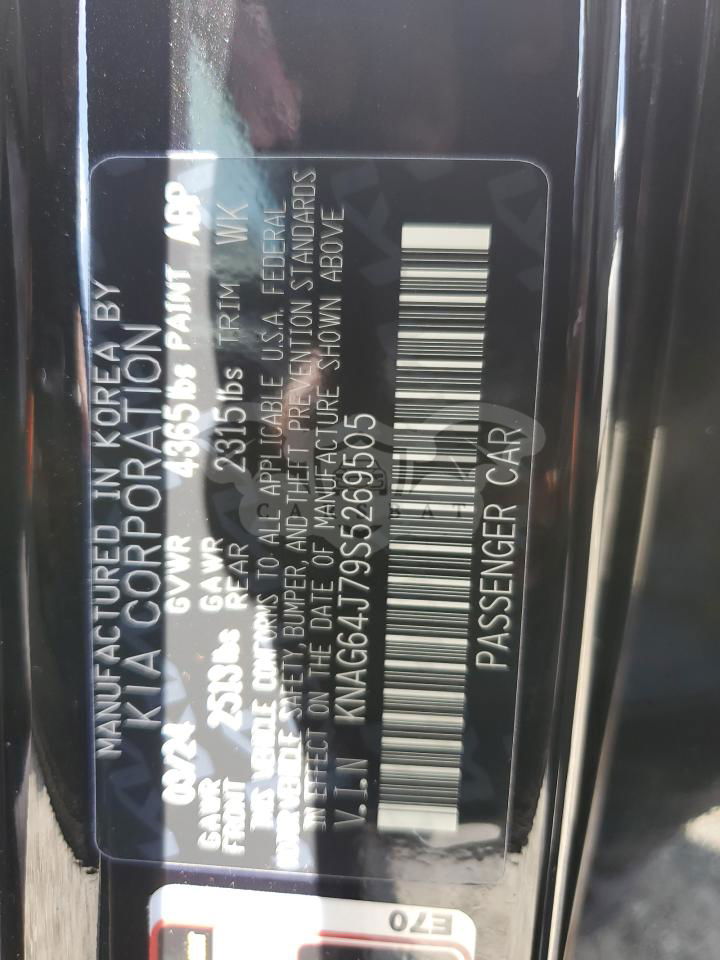 MANUFACTURED IN KOREA BY
KIA CORPORATION
09/24 GVWR 4365lbs PAINT ABP
GAWR FRONT 2513lbs GAWR REAR 2315lbs TRIM WK
THIS VEHICLE CONFORMS TO ALL APPLICABLE U.S.A. FEDERAL
MOTOR VEHICLE SAFETY, BUMPER, AND THEFT PREVENTION STANDARDS
IN EFFECT ON THE DATE OF MANUFACTURE SHOWN ABOVE
V.I.N KNAG64J79S5269505
PASSENGER CAR
E70